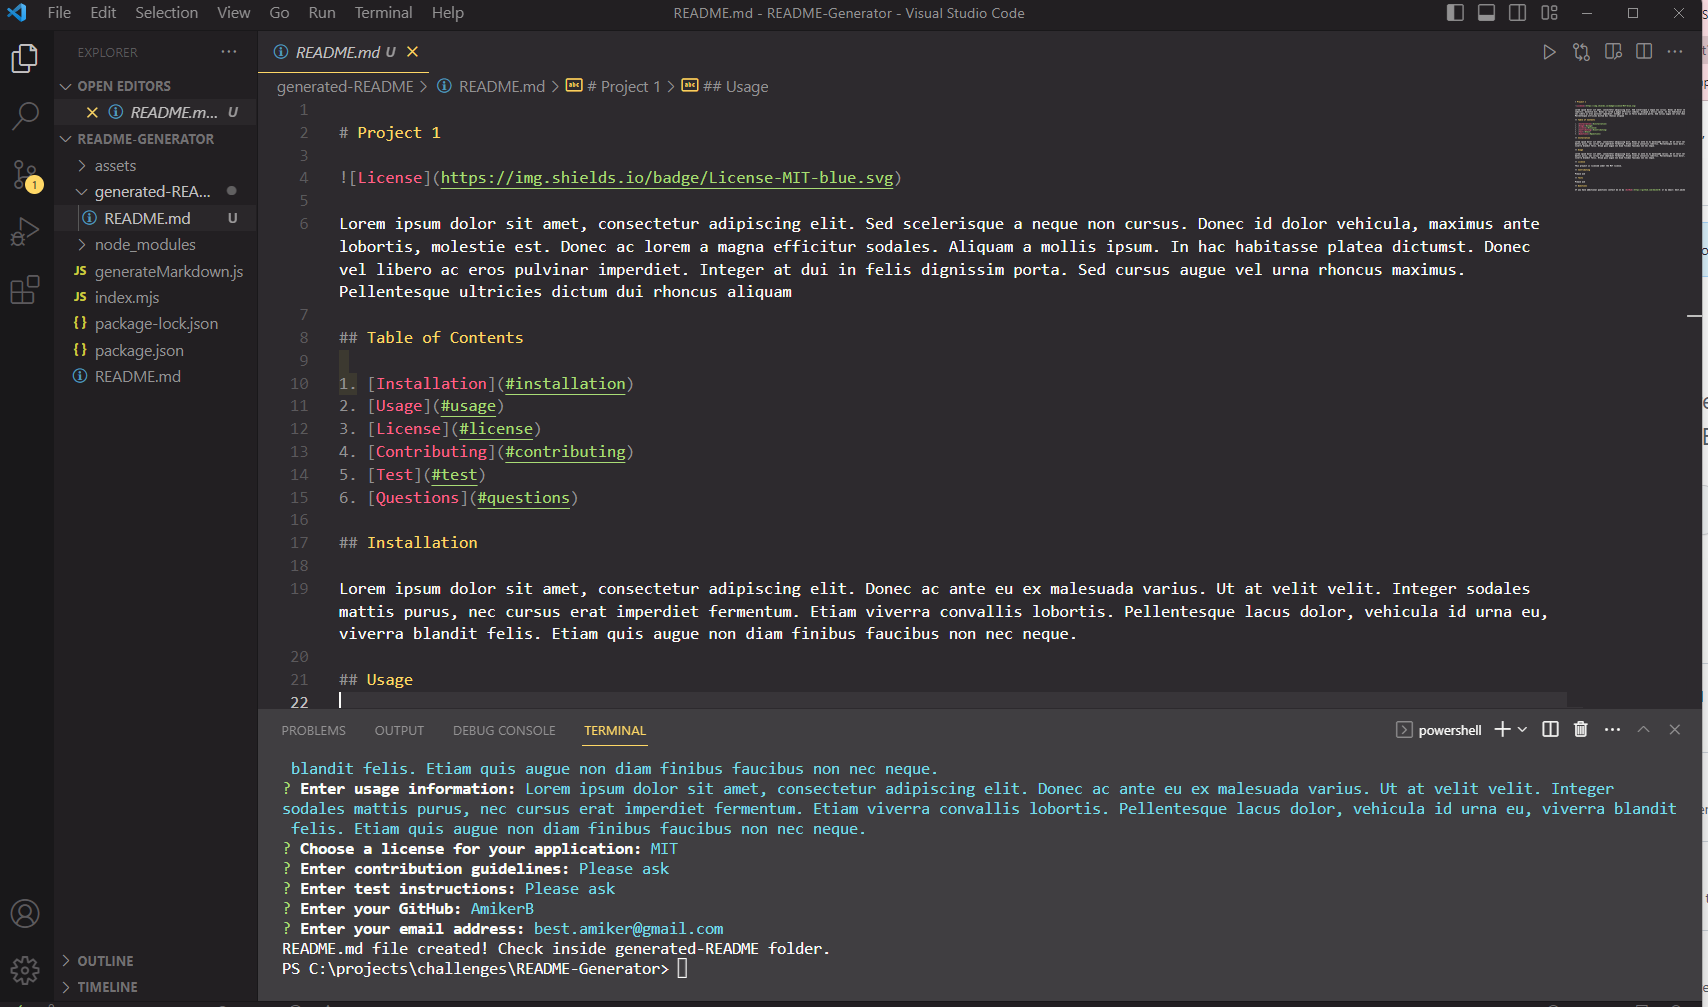 File Edit Selection View Go Run Terminal Help
README.md - README-Generator - Visual Studio Code
EXPLORER
OPEN EDITORS
README.m... U
README-GENERATOR
assets
generated-REA...
README.md U
node_modules
JS generateMarkdown.js
JS index.mjs
{} package-lock.json
{} package.json
README.md
OUTLINE
TIMELINE
1
README.md U
generated-README > README.md > # Project 1 > ## Usage
1
2 # Project 1
3
4 ![License](https://img.shields.io/badge/License-MIT-blue.svg)
5
6 Lorem ipsum dolor sit amet, consectetur adipiscing elit. Sed scelerisque a neque non cursus. Donec id dolor vehicula, maximus ante
lobortis, molestie est. Donec ac lorem a magna efficitur sodales. Aliquam a mollis ipsum. In hac habitasse platea dictumst. Donec
vel libero ac eros pulvinar imperdiet. Integer at dui in felis dignissim porta. Sed cursus augue vel urna rhoncus maximus.
Pellentesque ultricies dictum dui rhoncus aliquam
7
8 ## Table of Contents
9
10 1. [Installation](#installation)
11 2. [Usage](#usage)
12 3. [License](#license)
13 4. [Contributing](#contributing)
14 5. [Test](#test)
15 6. [Questions](#questions)
16
17 ## Installation
18
19 Lorem ipsum dolor sit amet, consectetur adipiscing elit. Donec ac ante eu ex malesuada varius. Ut at velit velit. Integer sodales
mattis purus, nec cursus erat imperdiet fermentum. Etiam viverra convallis lobortis. Pellentesque lacus dolor, vehicula id urna eu,
viverra blandit felis. Etiam quis augue non diam finibus faucibus non nec neque.
20
21 ## Usage
22
PROBLEMS OUTPUT DEBUG CONSOLE TERMINAL
powershell
blandit felis. Etiam quis augue non diam finibus faucibus non nec neque.
? Enter usage information: Lorem ipsum dolor sit amet, consectetur adipiscing elit. Donec ac ante eu ex malesuada varius. Ut at velit velit. Integer
sodales mattis purus, nec cursus erat imperdiet fermentum. Etiam viverra convallis lobortis. Pellentesque lacus dolor, vehicula id urna eu, viverra blandit
felis. Etiam quis augue non diam finibus faucibus non nec neque.
? Choose a license for your application: MIT
? Enter contribution guidelines: Please ask
? Enter test instructions: Please ask
? Enter your GitHub: AmikerB
? Enter your email address: best.amiker@gmail.com
README.md file created! Check inside generated-README folder.
PS C:\projects\challenges\README-Generator>